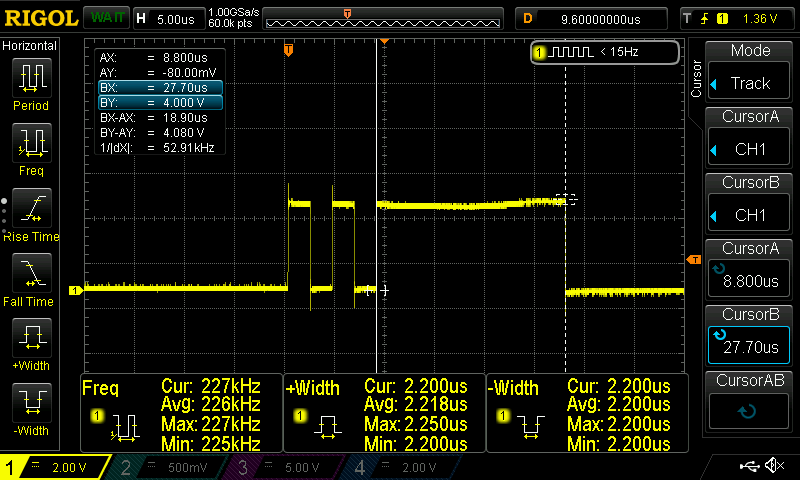 RIGOL WAIT H 5.00us 1.00GSa/s 60.0k pts T D 9.60000000us T 1 1.36 V
Horizontal
Period
Freq
Rise Time
Fall Time
+Width
-Width
AX: = 8.800us
AY: = -80.00mV
BX: = 27.70us
BY: = 4.000 V
BX-AX: = 18.90us
BY-AY: = 4.080 V
1/|dX|: = 52.91kHz
T
1 < 15Hz
1
T
Cursor
Mode
Track
CursorA
CH1
CursorB
CH1
CursorA
8.800us
CursorB
27.70us
CursorAB
Freq
1
Cur: 227kHz
Avg: 226kHz
Max: 227kHz
Min: 225kHz
+Width
1
Cur: 2.200us
Avg: 2.218us
Max: 2.250us
Min: 2.200us
-Width
1
Cur: 2.200us
Avg: 2.200us
Max: 2.200us
Min: 2.200us
1 = 2.00 V 2 = 500mV 3 = 5.00 V 4 = 2.00 V